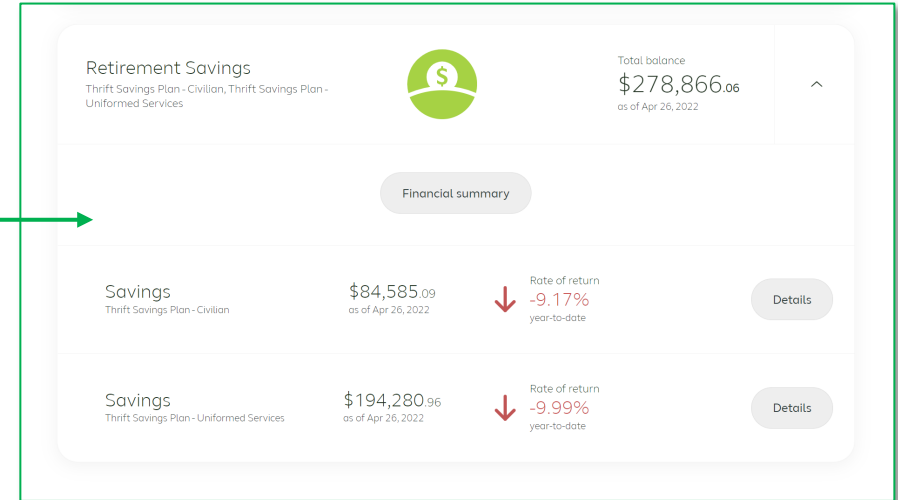 Retirement Savings
Thrift Savings Plan - Civilian, Thrift Savings Plan -
Uniformed Services
$
Total balance
$278,866.06
as of Apr 26, 2022
Financial summary
Savings
Thrift Savings Plan - Civilian
$84,585.09
as of Apr 26, 2022
Rate of return
-9.17%
year-to-date
Details
Savings
Thrift Savings Plan - Uniformed Services
$194,280.96
as of Apr 26, 2022
Rate of return
-9.99%
year-to-date
Details